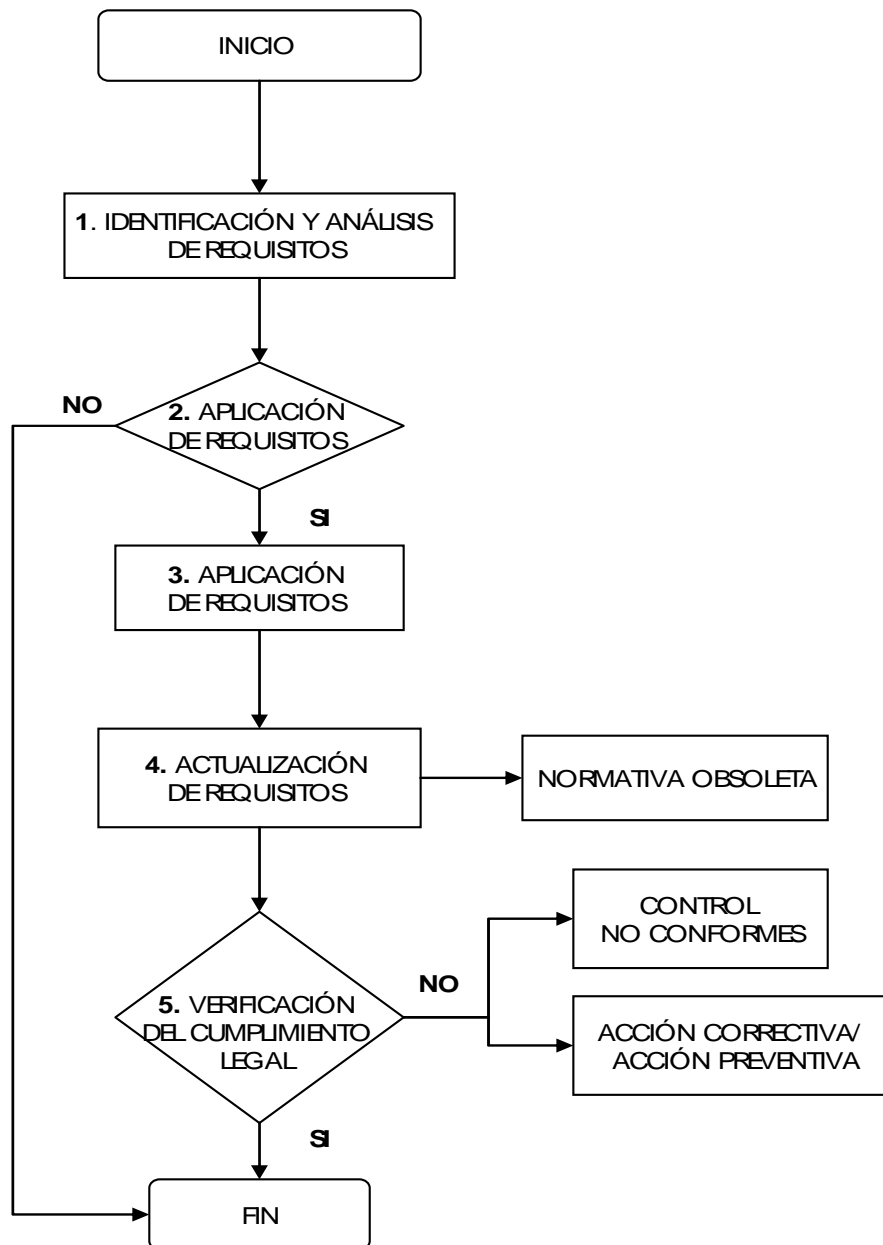 INICIO
1. IDENTIFICACIÓN Y ANÁLISIS
DE REQUISITOS
NO
2. APLICACIÓN
DE REQUISITOS
SI
3. APLICACIÓN
DE REQUISITOS
4. ACTUALIZACIÓN
DE REQUISITOS
NORMATIVA OBSOLETA
CONTROL
NO CONFORMES
5. VERIFICACIÓN
DEL CUMPLIMIENTO
LEGAL
NO
ACCIÓN CORRECTIVA/
ACCIÓN PREVENTIVA
SI
FIN